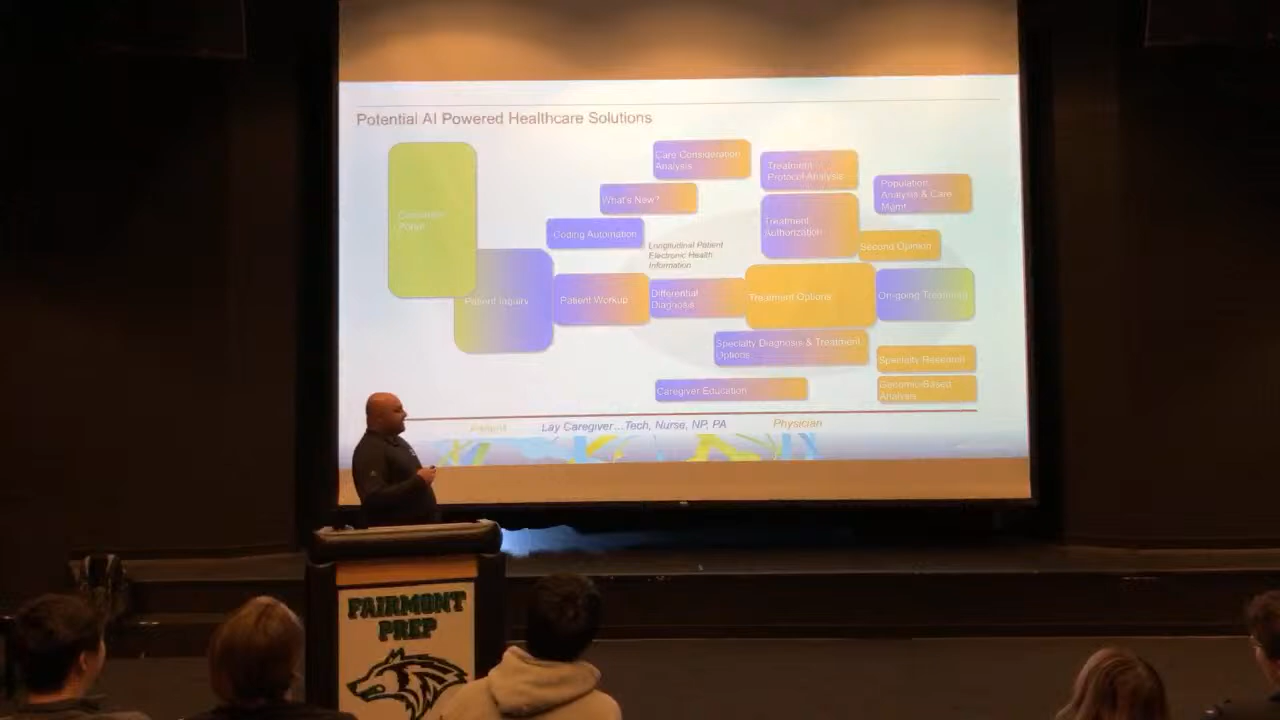 Potential AI Powered Healthcare Solutions
Care Consideration
Analysis
Treatment
Protocol Analysis
Population
Analysis & Care
Mgmt
What's New?
Treatment
Authorization
Coding Automation
Second Opinion
Longitudinal Patient
Electronic Health
Information
Patient Inquiry
Patient Workup
Differential
Diagnosis
Treatment Options
On-going Treatment
Specialty Diagnosis & Treatment
Options
Specialty Research
Caregiver Education
Genomic-Based
Analysis
Patient
Lay Caregiver...Tech, Nurse, NP, PA
Physician
FAIRMONT
PREP